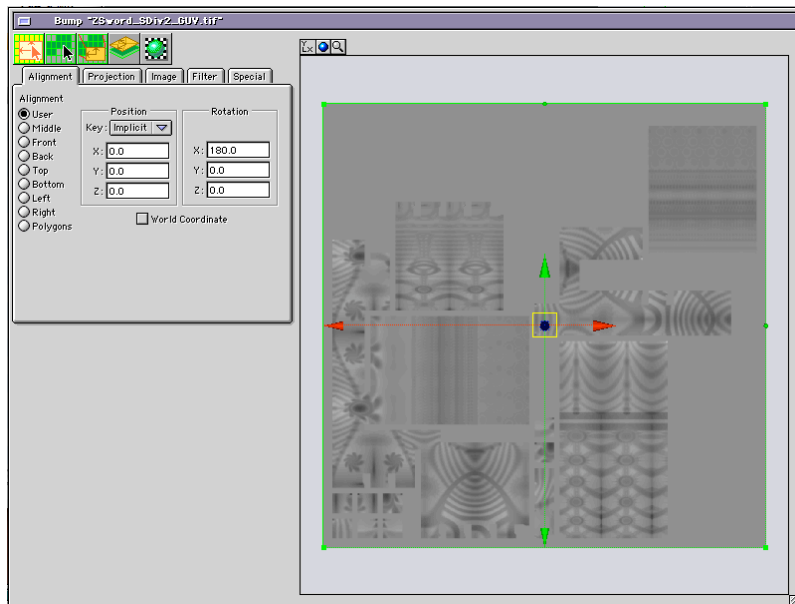 Bump "ZSword_SDiv2_GUV.tif"
Alignment Projection Image Filter Special
Alignment
User
Middle
Front
Back
Top
Bottom
Left
Right
Polygons
Position
Key: Implicit
X: 0.0
Y: 0.0
Z: 0.0
Rotation
X: 180.0
Y: 0.0
Z: 0.0
World Coordinate